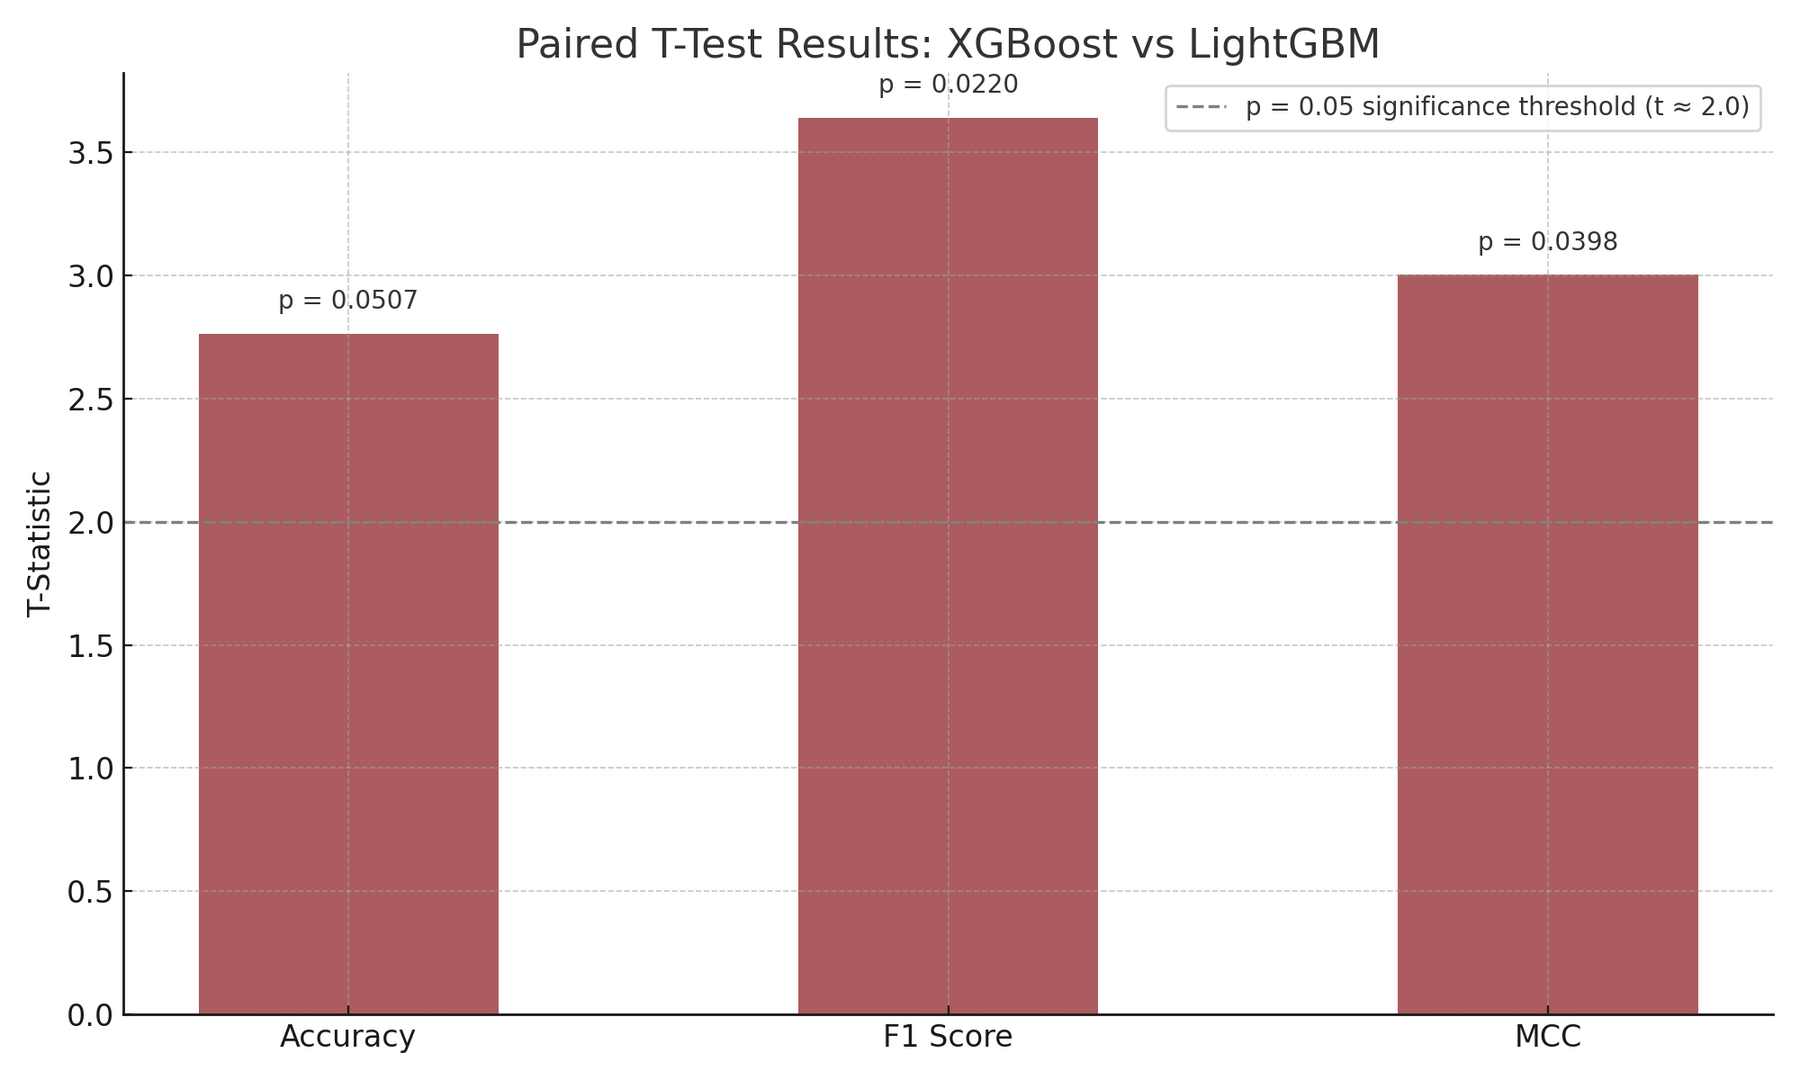 Paired T-Test Results: XGBoost vs LightGBM
p = 0.0220
p = 0.05 significance threshold (t ≈ 2.0)
3.5
p = 0.0398
3.0
p = 0.0507
2.5
T-Statistic
2.0
1.5
1.0
0.5
0.0
Accuracy
F1 Score
MCC